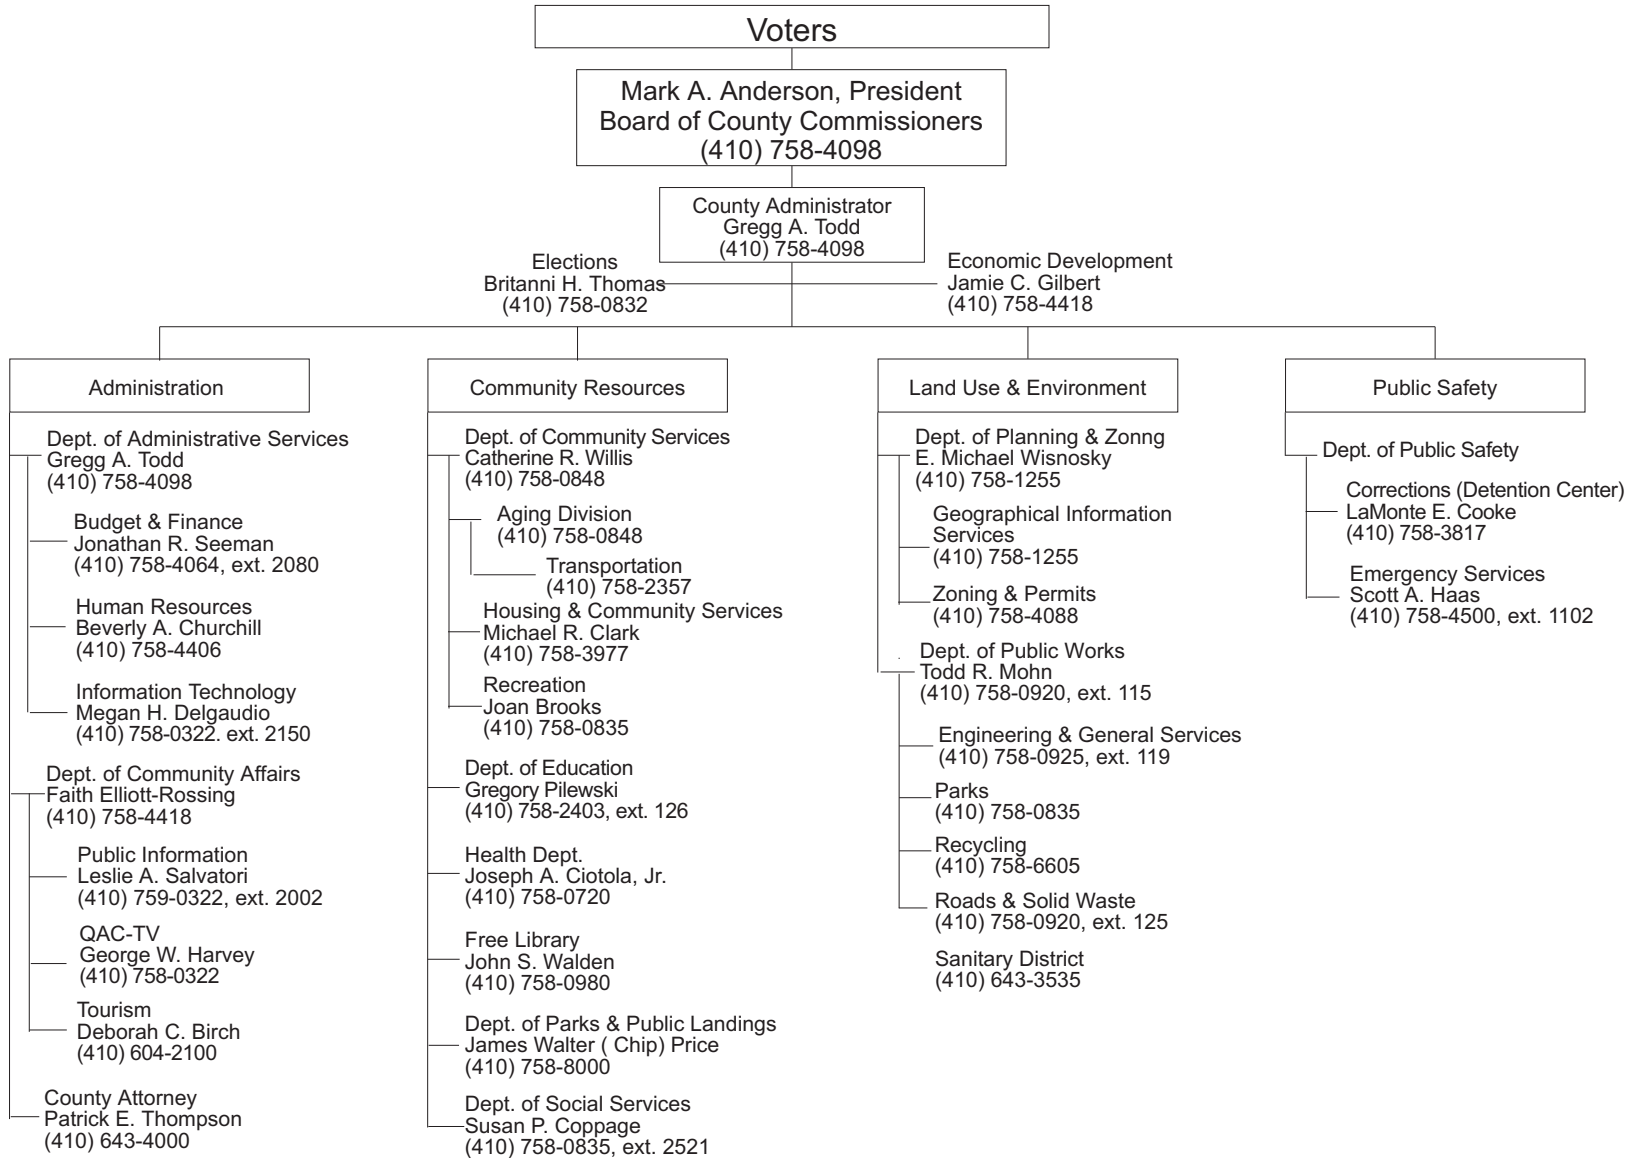 Voters
Mark A. Anderson, President
Board of County Commissioners
(410) 758-4098
County Administrator
Gregg A. Todd
(410) 758-4098
Elections
Britanni H. Thomas
(410) 758-0832
Economic Development
Jamie C. Gilbert
(410) 758-4418
Administration
Dept. of Administrative Services
Gregg A. Todd
(410) 758-4098
Budget & Finance
Jonathan R. Seeman
(410) 758-4064, ext. 2080
Human Resources
Beverly A. Churchill
(410) 758-4406
Information Technology
Megan H. Delgaudio
(410) 758-0322. ext. 2150
Dept. of Community Affairs
Faith Elliott-Rossing
(410) 758-4418
Public Information
Leslie A. Salvatori
(410) 759-0322, ext. 2002
QAC-TV
George W. Harvey
(410) 758-0322
Tourism
Deborah C. Birch
(410) 604-2100
County Attorney
Patrick E. Thompson
(410) 643-4000
Community Resources
Dept. of Community Services
Catherine R. Willis
(410) 758-0848
Aging Division
(410) 758-0848
Transportation
(410) 758-2357
Housing & Community Services
Michael R. Clark
(410) 758-3977
Recreation
Joan Brooks
(410) 758-0835
Dept. of Education
Gregory Pilewski
(410) 758-2403, ext. 126
Health Dept.
Joseph A. Ciotola, Jr.
(410) 758-0720
Free Library
John S. Walden
(410) 758-0980
Dept. of Parks & Public Landings
James Walter ( Chip) Price
(410) 758-8000
Dept. of Social Services
Susan P. Coppage
(410) 758-0835, ext. 2521
Land Use & Environment
Dept. of Planning & Zonng
E. Michael Wisnosky
(410) 758-1255
Geographical Information
Services
(410) 758-1255
Zoning & Permits
(410) 758-4088
Dept. of Public Works
Todd R. Mohn
(410) 758-0920, ext. 115
Engineering & General Services
(410) 758-0925, ext. 119
Parks
(410) 758-0835
Recycling
(410) 758-6605
Roads & Solid Waste
(410) 758-0920, ext. 125
Sanitary District
(410) 643-3535
Public Safety
Dept. of Public Safety
Corrections (Detention Center)
LaMonte E. Cooke
(410) 758-3817
Emergency Services
Scott A. Haas
(410) 758-4500, ext. 1102